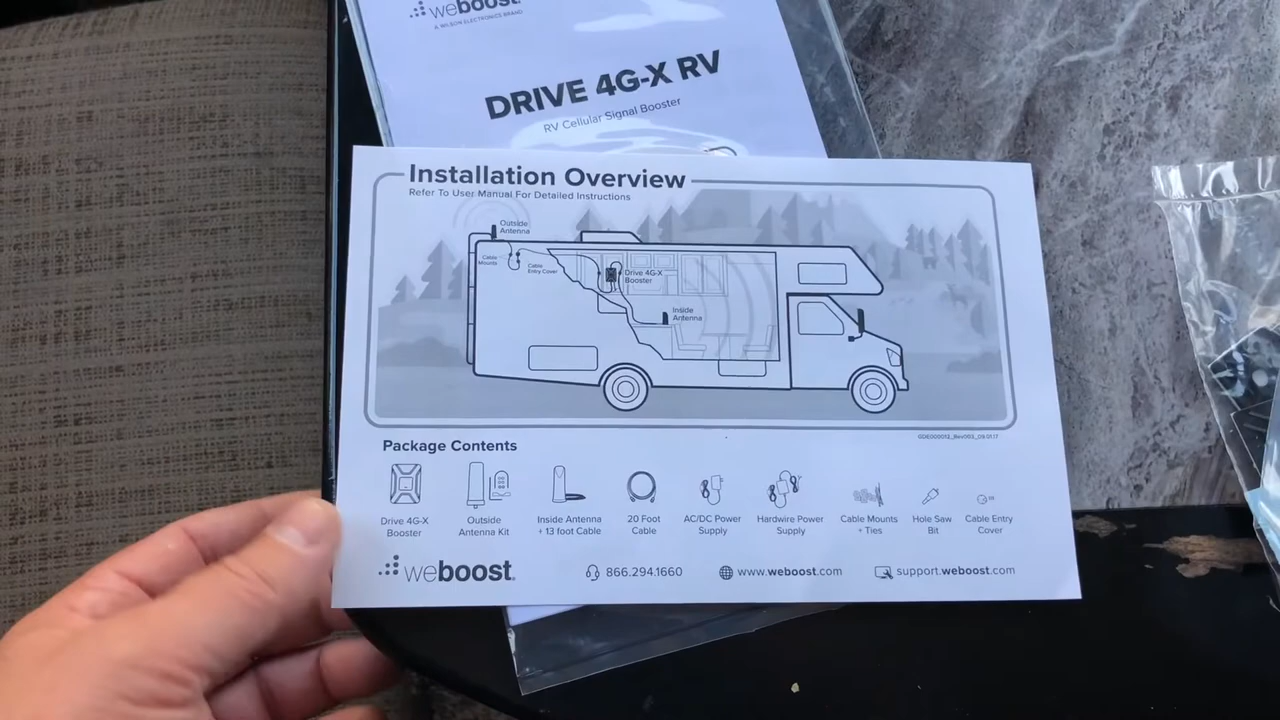 weboost
A WILSON ELECTRONICS BRAND
DRIVE 4G-X RV
RV Cellular Signal Booster
Installation Overview
Refer To User Manual For Detailed Instructions
Outside
Antenna
Cable
Mounts
Cable
Entry Cover
Drive 4G-X
Booster
Inside
Antenna
Package Contents
Drive 4G-X
Booster
Outside
Antenna Kit
Inside Antenna
+ 13 foot Cable
20 Foot
Cable
AC/DC Power
Supply
Hardwire Power
Supply
Cable Mounts
+ Ties
Hole Saw
Bit
Cable Entry
Cover
weboost
866.294.1660
www.weboost.com
support.weboost.com